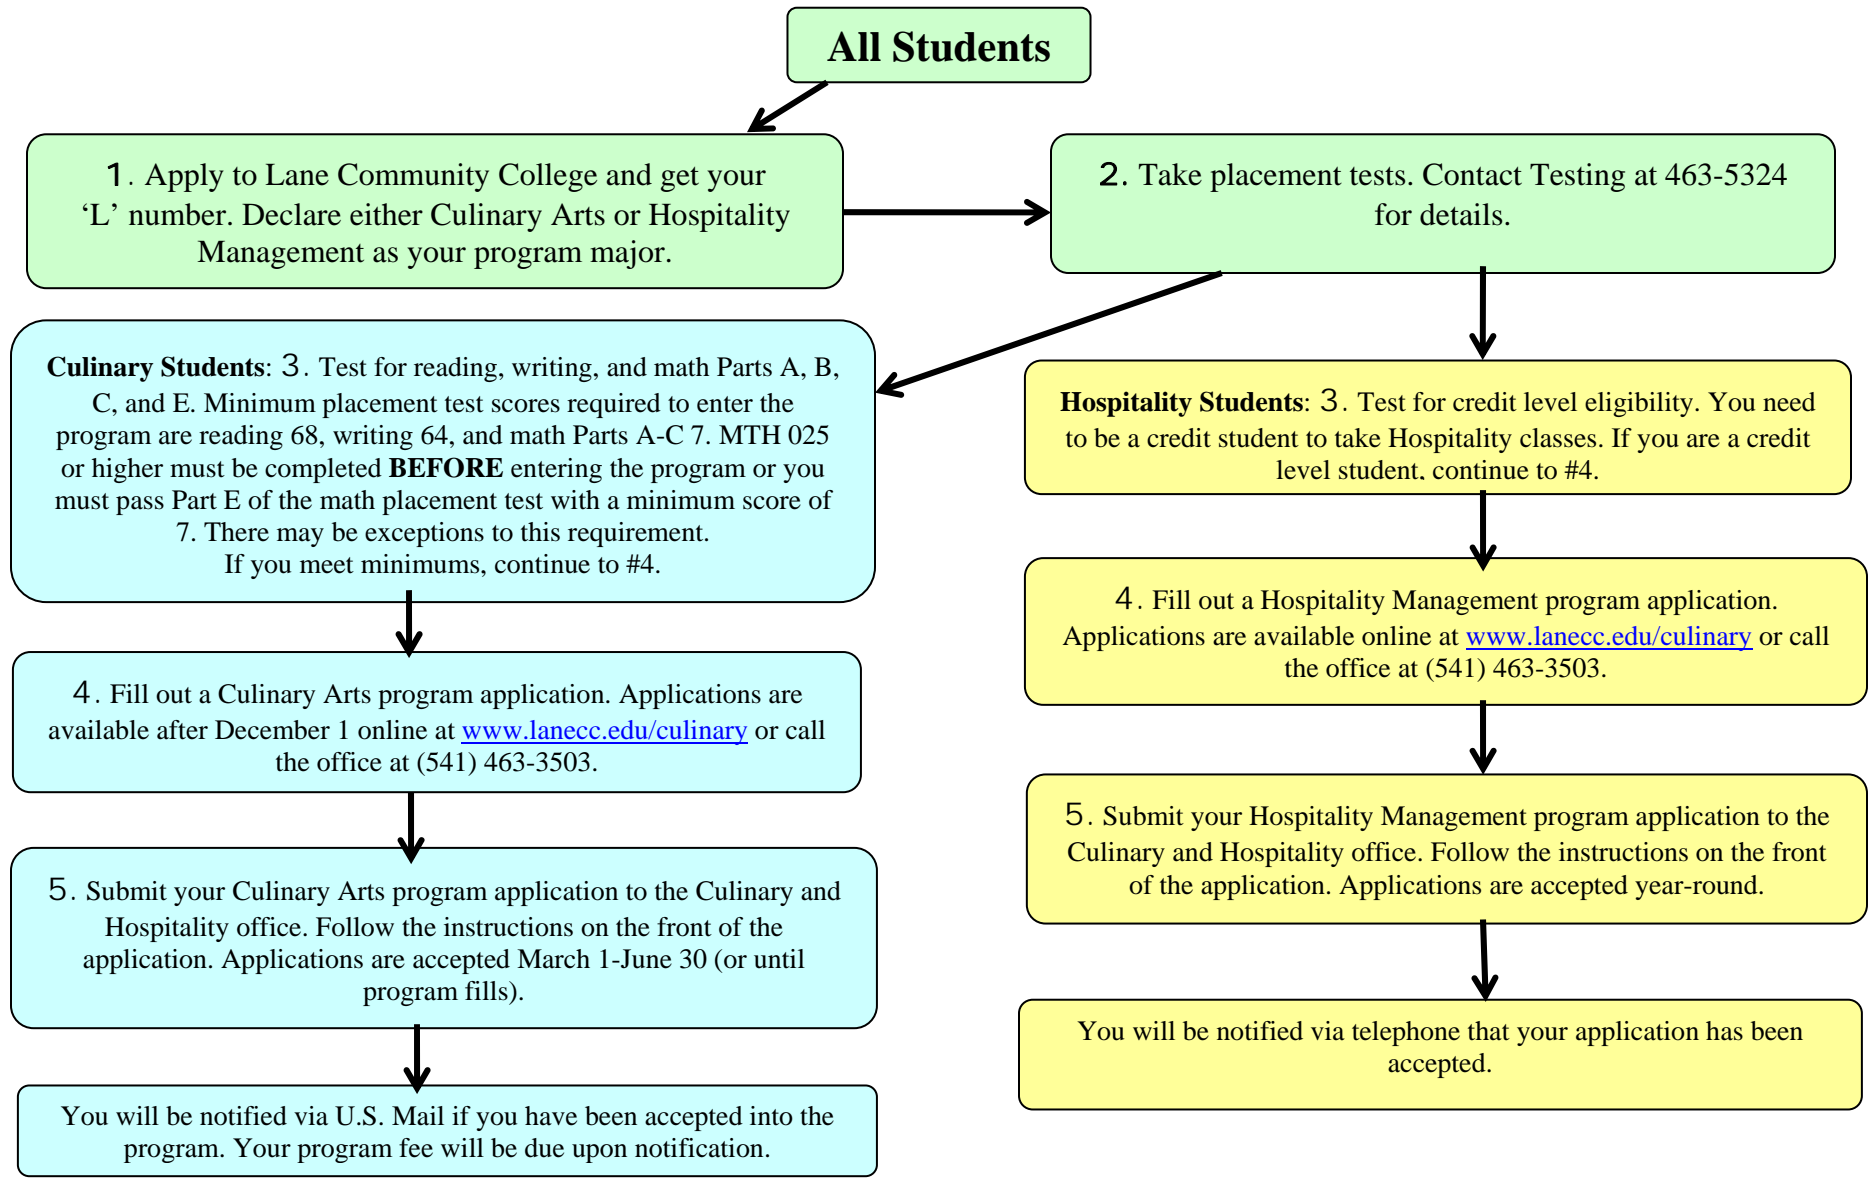 All Students
1. Apply to Lane Community College and get your
‘L’ number. Declare either Culinary Arts or Hospitality
Management as your program major.
2. Take placement tests. Contact Testing at 463-5324
for details.
Culinary Students: 3. Test for reading, writing, and math Parts A, B,
C, and E. Minimum placement test scores required to enter the
program are reading 68, writing 64, and math Parts A-C 7. MTH 025
or higher must be completed BEFORE entering the program or you
must pass Part E of the math placement test with a minimum score of
7. There may be exceptions to this requirement.
If you meet minimums, continue to #4.
4. Fill out a Culinary Arts program application. Applications are
available after December 1 online at www.lanecc.edu/culinary or call
the office at (541) 463-3503.
5. Submit your Culinary Arts program application to the Culinary and
Hospitality office. Follow the instructions on the front of the
application. Applications are accepted March 1-June 30 (or until
program fills).
You will be notified via U.S. Mail if you have been accepted into the
program. Your program fee will be due upon notification.
Hospitality Students: 3. Test for credit level eligibility. You need
to be a credit student to take Hospitality classes. If you are a credit
level student, continue to #4.
4. Fill out a Hospitality Management program application.
Applications are available online at www.lanecc.edu/culinary or call
the office at (541) 463-3503.
5. Submit your Hospitality Management program application to the
Culinary and Hospitality office. Follow the instructions on the front
of the application. Applications are accepted year-round.
You will be notified via telephone that your application has been
accepted.